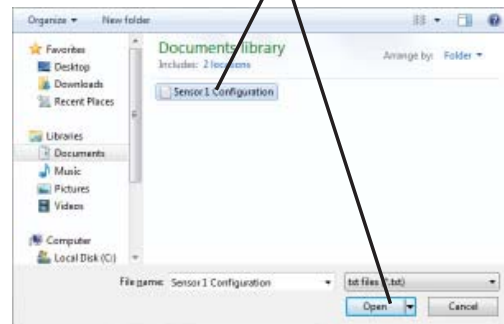 Organize New folder
Favorites
Desktop
Downloads
Recent Places
Libraries
Documents
Music
Pictures
Videos
Computer
Local Disk (C:)
Documents library
Includes: 2 locations
Arrange by: Folder
Sensor1 Configuration
File name: Sensor1 Configuration
txt files (*.txt)
Open Cancel